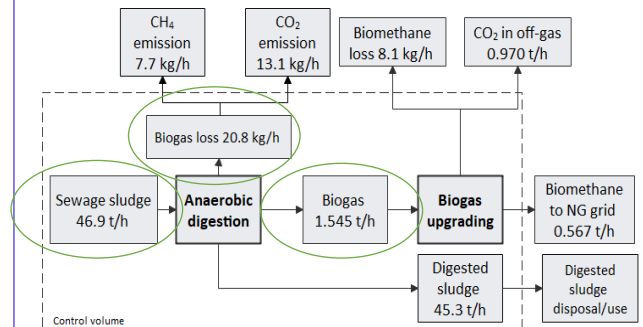 CH₄
emission
7.7 kg/h
CO₂
emission
13.1 kg/h
Biomethane
loss 8.1 kg/h
CO₂ in off-gas
0.970 t/h
Biogas loss 20.8 kg/h
Sewage sludge
46.9 t/h
Anaerobic
digestion
Biogas
1.545 t/h
Biogas
upgrading
Biomethane
to NG grid
0.567 t/h
Digested
sludge
45.3 t/h
Digested
sludge
disposal/use
Control volume